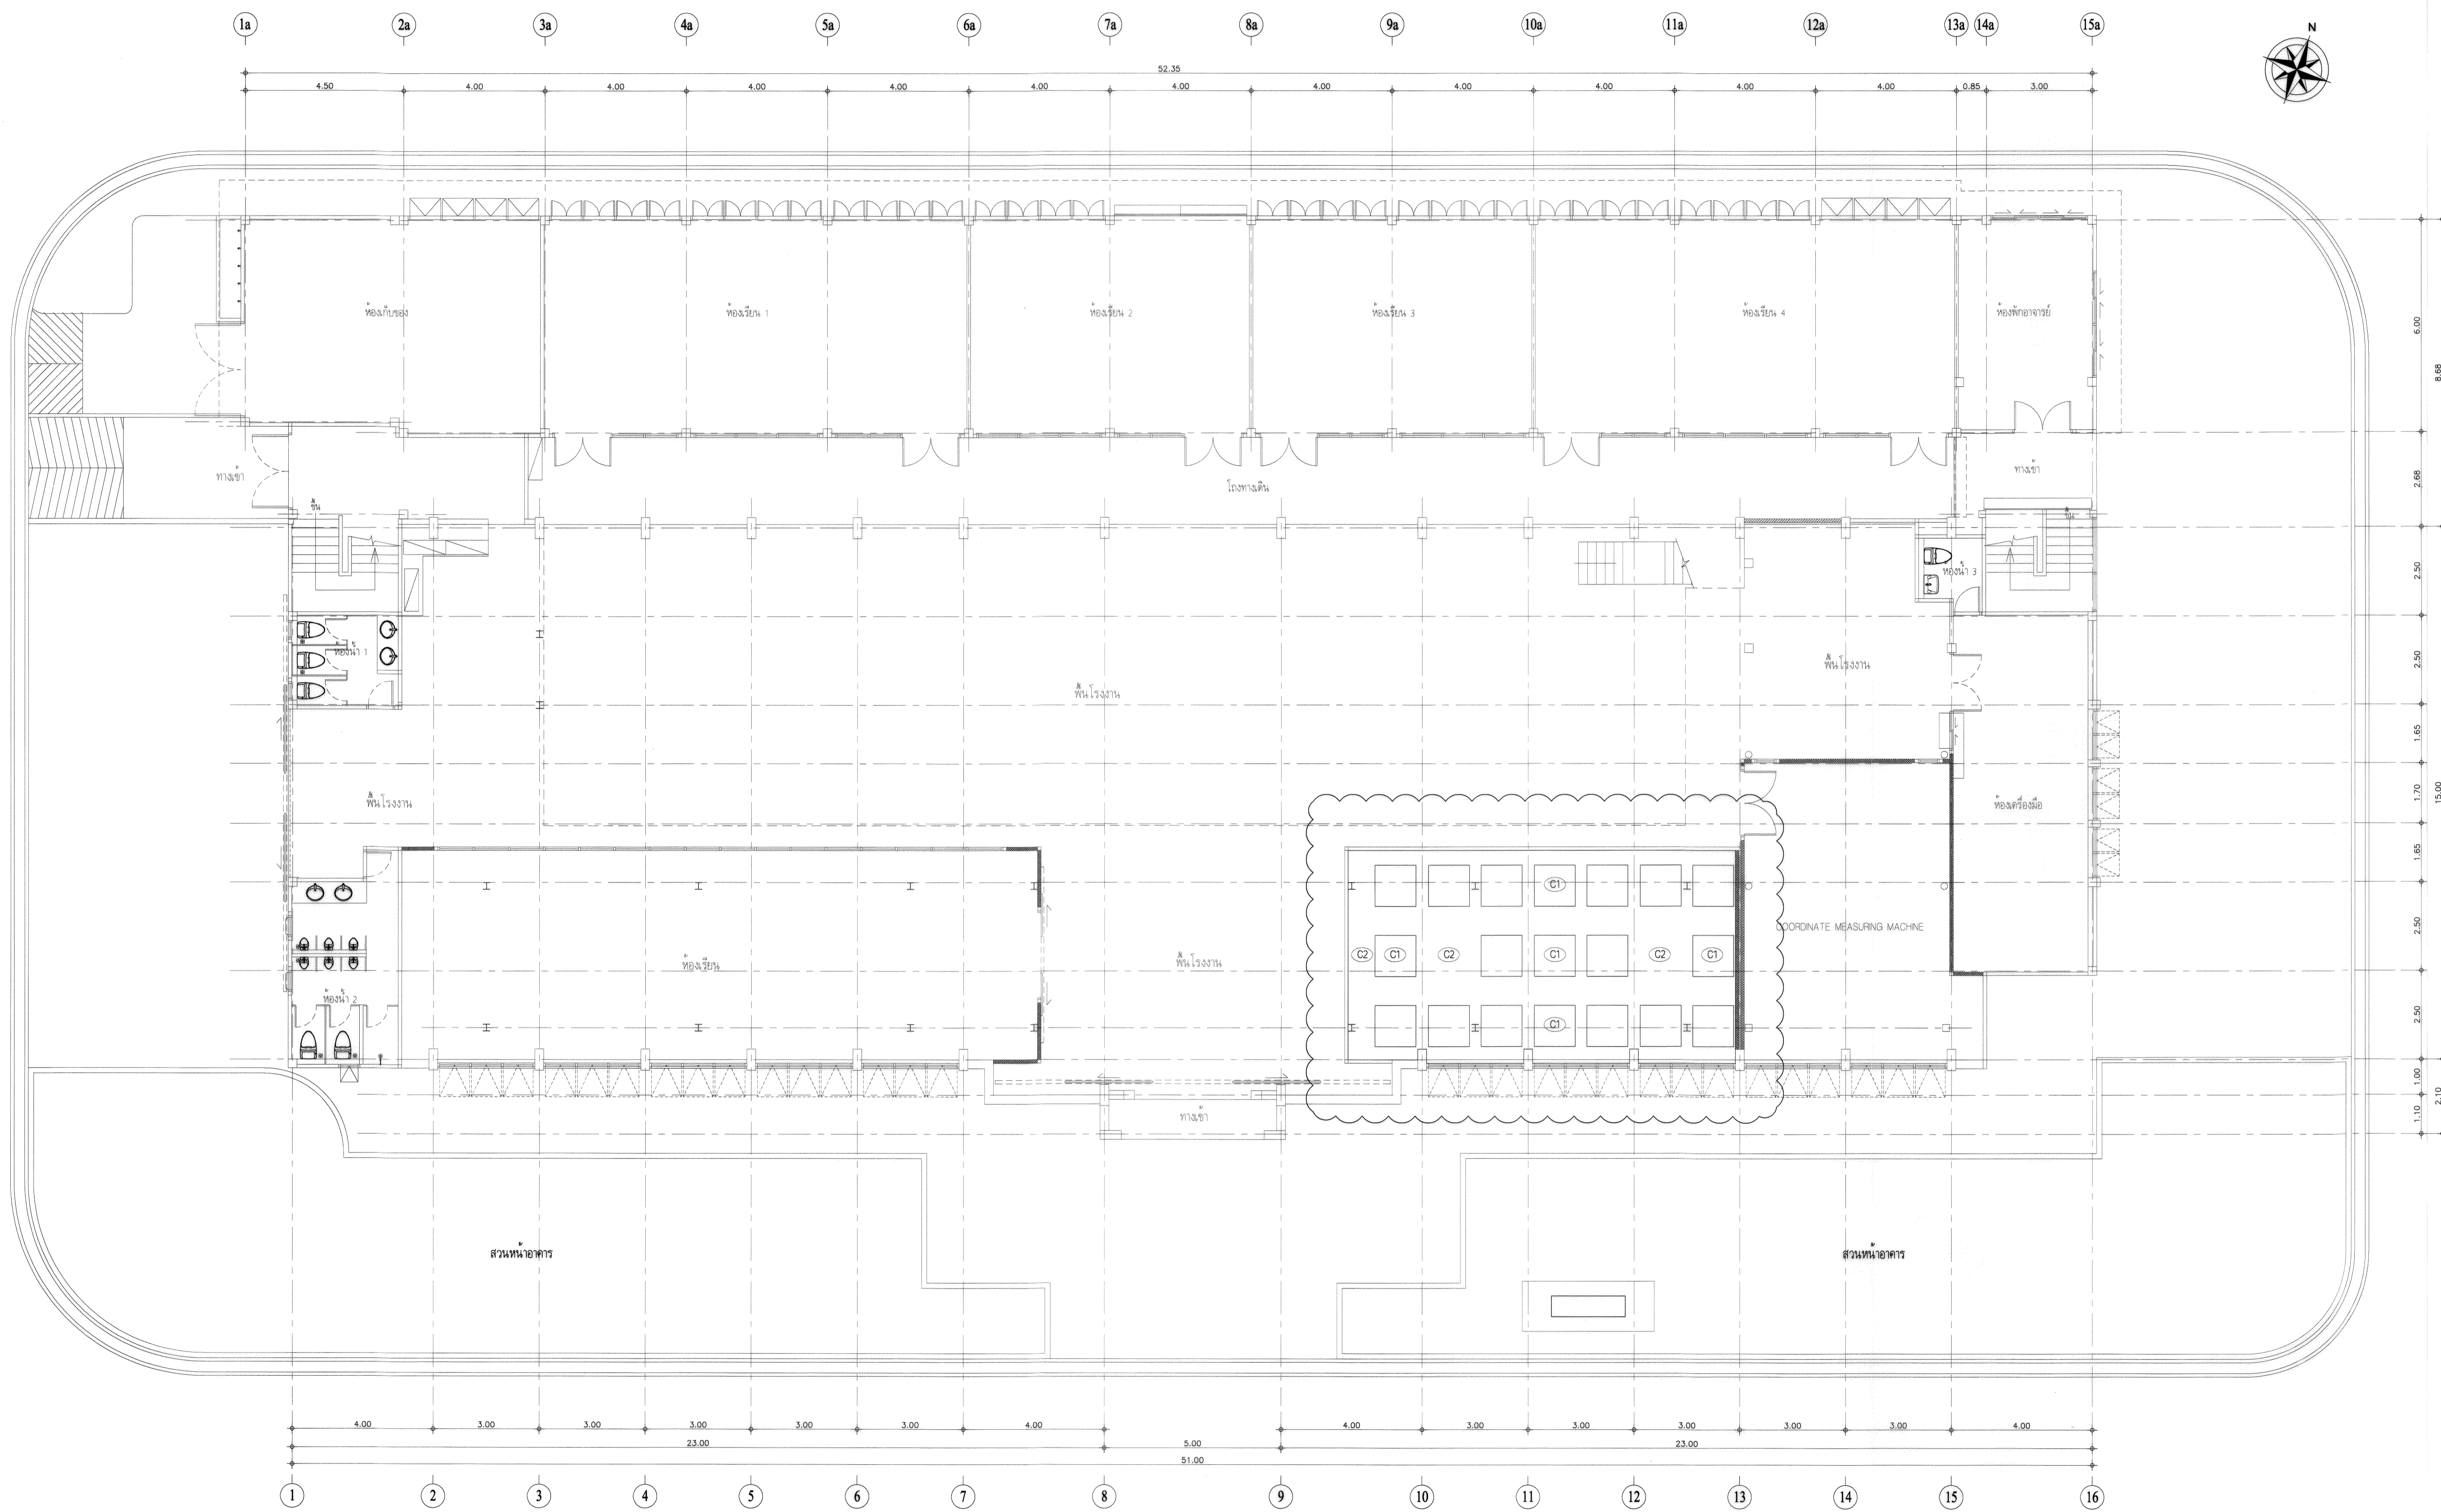 1a 2a 3a 4a 5a 6a 7a 8a 9a 10a 11a 12a 13a 14a 15a
N
52.35
4.50 4.00 4.00 4.00 4.00 4.00 4.00 4.00 4.00 4.00 4.00 4.00 0.85 3.00
ห้องเก็บของ ห้องเรียน 1 ห้องเรียน 2 ห้องเรียน 3 ห้องเรียน 4 ห้องพักอาจารย์
6.00
8.68
ทางเข้า โถงทางเดิน ทางเข้า
2.68
ขึ้น ขึ้น
ห้องน้ำ 3
2.50
ห้องน้ำ 1 พื้นโรงงาน พื้นโรงงาน
2.50
1.65
พื้นโรงงาน ห้องเครื่องมือ
1.70
15.00
1.65
C1
COORDINATE MEASURING MACHINE
2.50
ห้องเรียน พื้นโรงงาน C2 C1 C2 C1 C2 C1
ห้องน้ำ 2
C1
2.50
1.00
2.10
ทางเข้า
1.10
สวนหน้าอาคาร สวนหน้าอาคาร
4.00 3.00 3.00 3.00 3.00 3.00 4.00 4.00 3.00 3.00 3.00 3.00 3.00 4.00
23.00 5.00 23.00
51.00
1 2 3 4 5 6 7 8 9 10 11 12 13 14 15 16